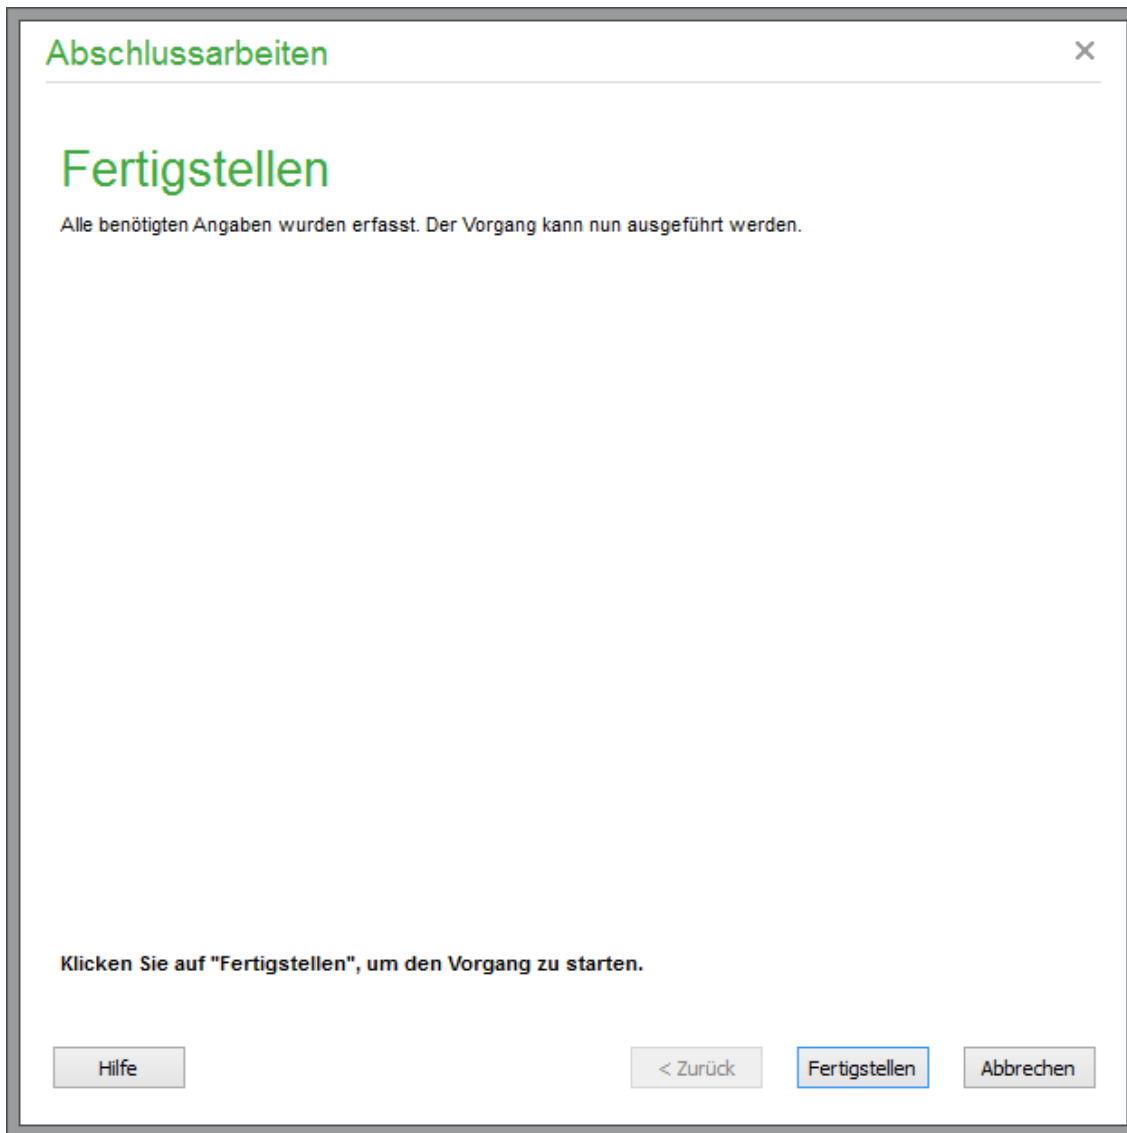 Abschlussarbeiten
Fertigstellen
Alle benötigten Angaben wurden erfasst. Der Vorgang kann nun ausgeführt werden.
Klicken Sie auf "Fertigstellen", um den Vorgang zu starten.
Hilfe
< Zurück
Fertigstellen
Abbrechen